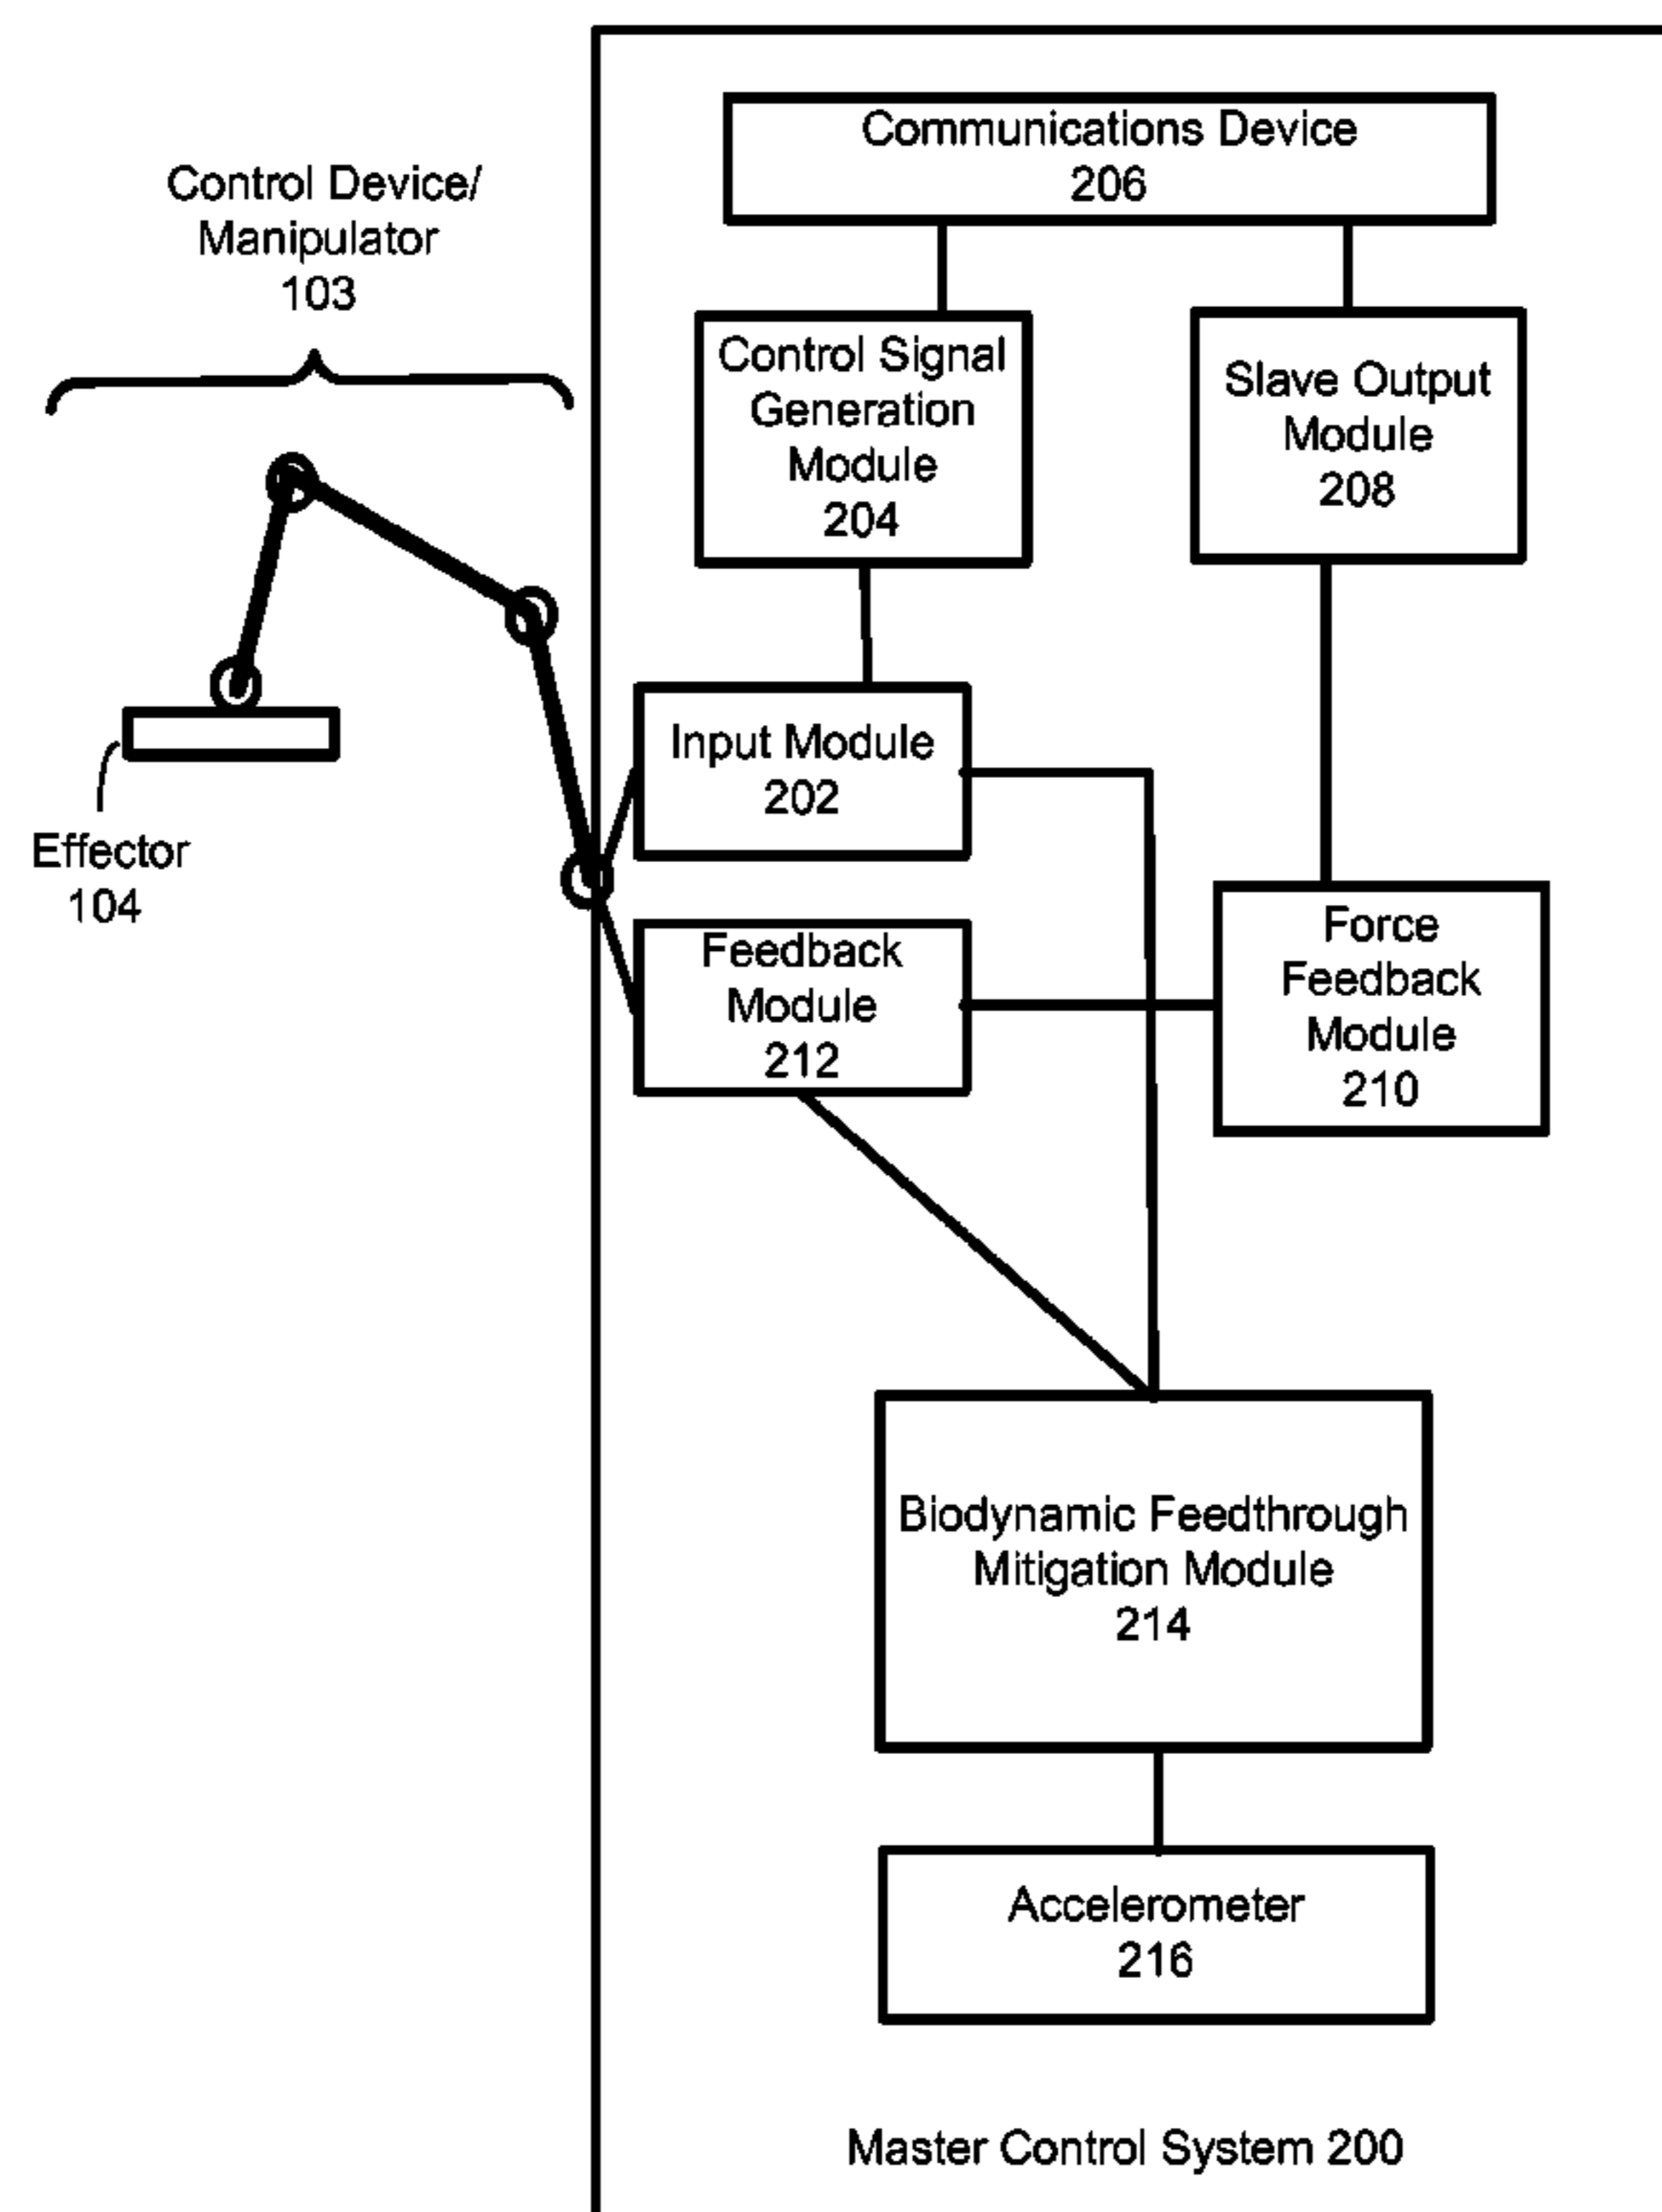 Communications Device
206
Control Device/
Manipulator
103
Control Signal
Generation
Module
204
Slave Output
Module
208
Input Module
202
Effector
104
Feedback
Module
212
Force
Feedback
Module
210
Biodynamic Feedthrough
Mitigation Module
214
Accelerometer
216
Master Control System 200